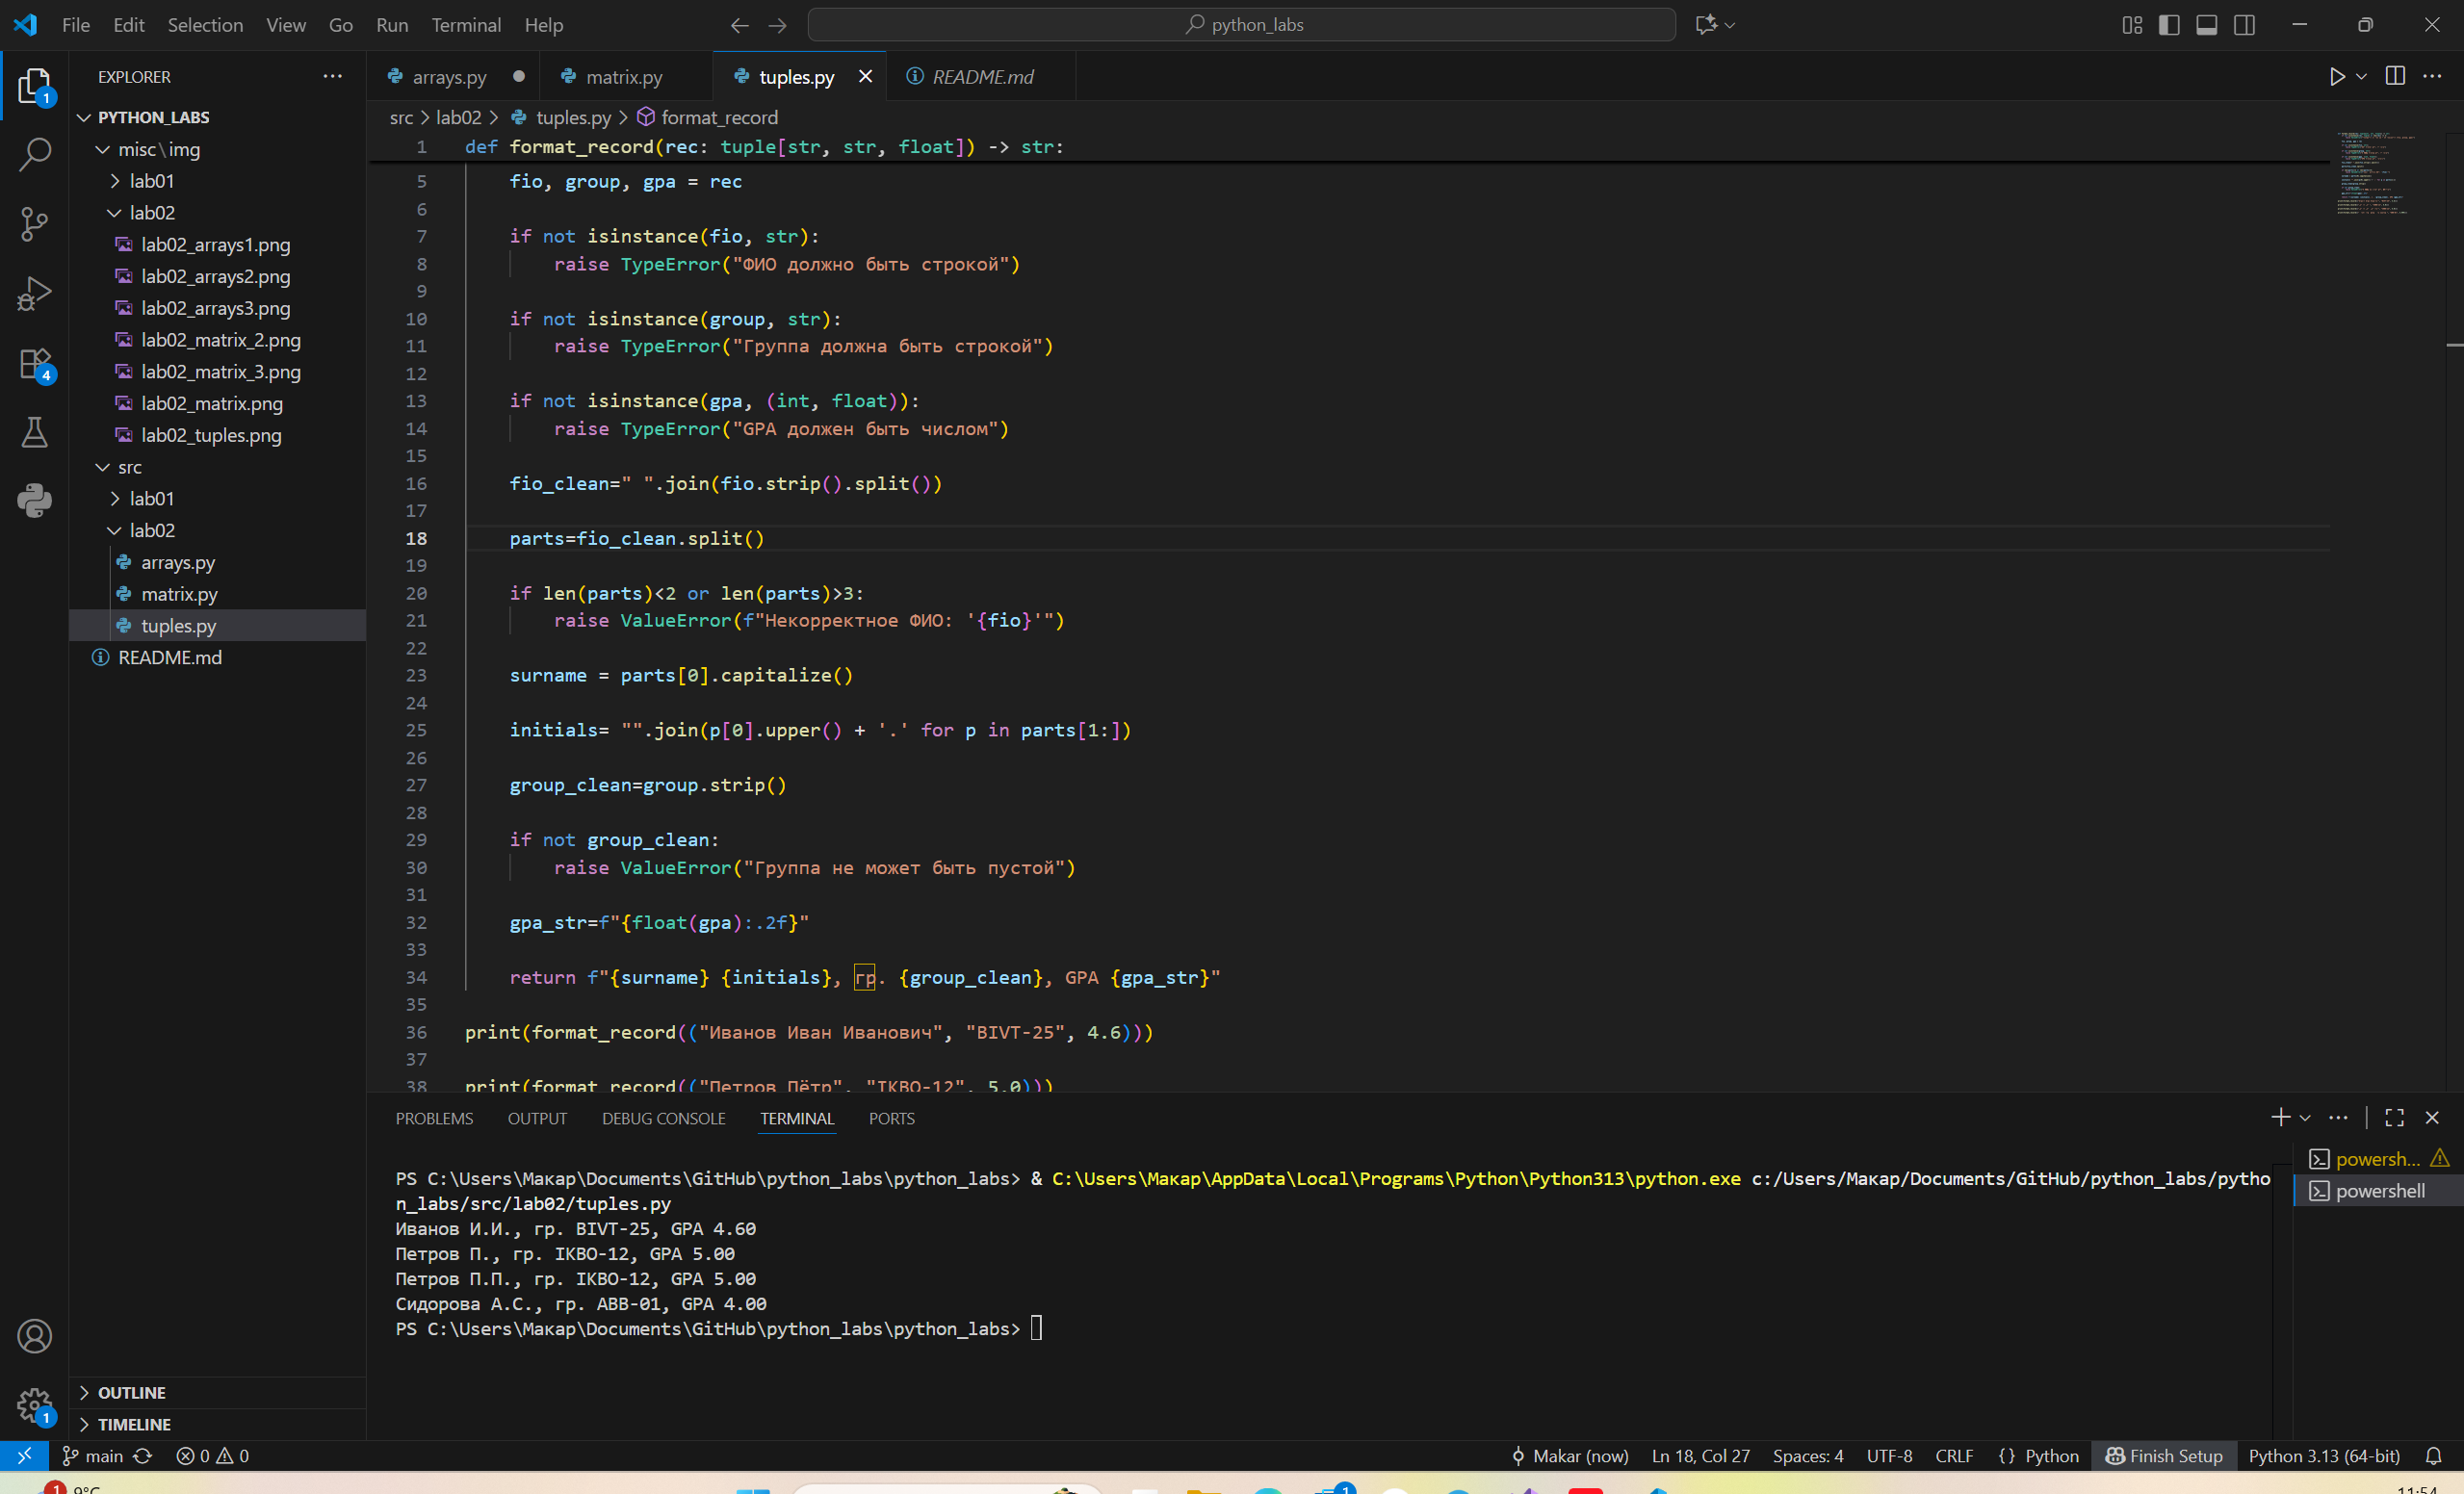 File Edit Selection View Go Run Terminal Help
python_labs
EXPLORER
arrays.py
matrix.py
tuples.py
README.md
1
PYTHON_LABS
misc\img
lab01
lab02
lab02_arrays1.png
lab02_arrays2.png
lab02_arrays3.png
lab02_matrix_2.png
lab02_matrix_3.png
lab02_matrix.png
lab02_tuples.png
4
src
lab01
lab02
arrays.py
matrix.py
tuples.py
README.md
OUTLINE
TIMELINE
1
src > lab02 > tuples.py > format_record
1 def format_record(rec: tuple[str, str, float]) -> str:
5 fio, group, gpa = rec
6
7 if not isinstance(fio, str):
8 raise TypeError("ФИО должно быть строкой")
9
10 if not isinstance(group, str):
11 raise TypeError("Группа должна быть строкой")
12
13 if not isinstance(gpa, (int, float)):
14 raise TypeError("GPA должен быть числом")
15
16 fio_clean=" ".join(fio.strip().split())
17
18 parts=fio_clean.split()
19
20 if len(parts)<2 or len(parts)>3:
21 raise ValueError(f"Некорректное ФИО: '{fio}'")
22
23 surname = parts[0].capitalize()
24
25 initials= "".join(p[0].upper() + '.' for p in parts[1:])
26
27 group_clean=group.strip()
28
29 if not group_clean:
30 raise ValueError("Группа не может быть пустой")
31
32 gpa_str=f"{float(gpa):.2f}"
33
34 return f"{surname} {initials}, гр. {group_clean}, GPA {gpa_str}"
35
36 print(format_record(("Иванов Иван Иванович", "BIVT-25", 4.6)))
37
38 print(format_record(("Петров Пётр", "IKBO-12", 5.0)))
PROBLEMS OUTPUT DEBUG CONSOLE TERMINAL PORTS
PS C:\Users\Макар\Documents\GitHub\python_labs\python_labs> & C:\Users\Макар\AppData\Local\Programs\Python\Python313\python.exe c:/Users/Макар/Documents/GitHub/python_labs/pytho
n_labs/src/lab02/tuples.py
Иванов И.И., гр. BIVT-25, GPA 4.60
Петров П., гр. IKBO-12, GPA 5.00
Петров П.П., гр. IKBO-12, GPA 5.00
Сидорова А.С., гр. ABB-01, GPA 4.00
PS C:\Users\Макар\Documents\GitHub\python_labs\python_labs>
powersh...
powershell
main 0 0
Makar (now) Ln 18, Col 27 Spaces: 4 UTF-8 CRLF {} Python Finish Setup Python 3.13 (64-bit)
1 9°C
1
11:54